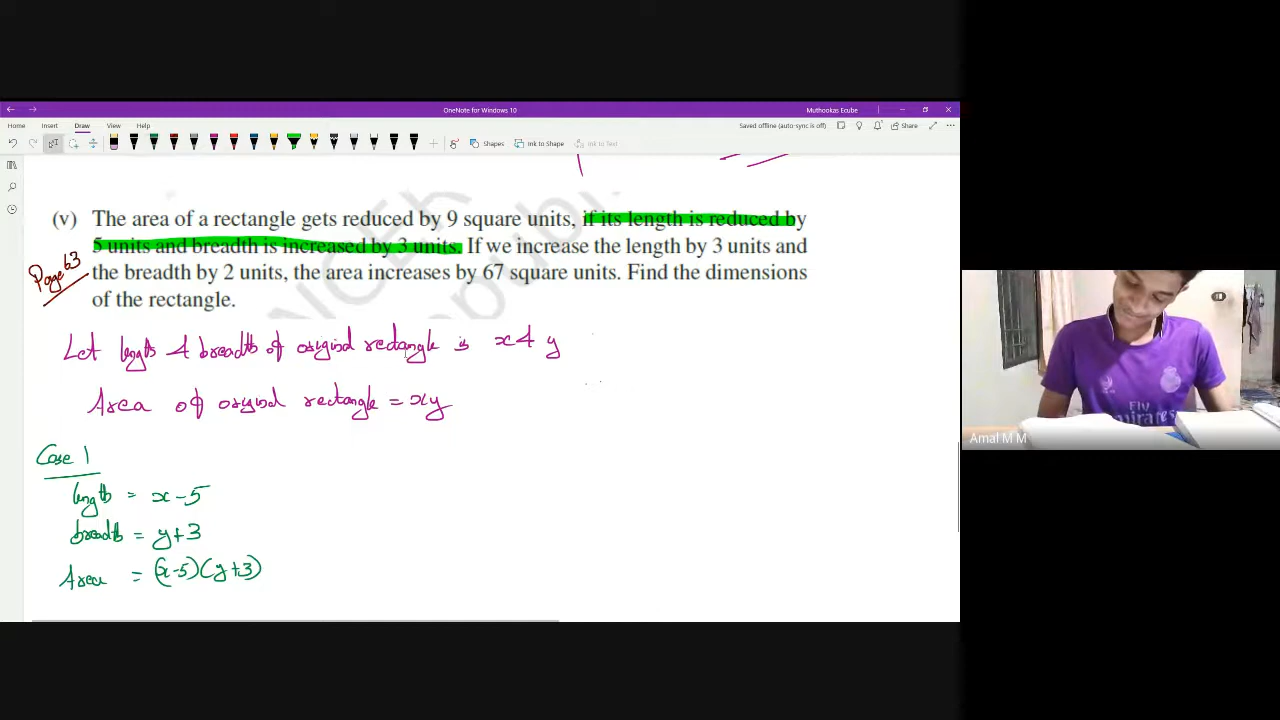 OneNote for Windows 10
Muthookas Ecube
Home Insert Draw View Help
Saved offline (auto-sync is off)
Share
Shapes Ink to Shape Ink to Text
(v) The area of a rectangle gets reduced by 9 square units, if its length is reduced by
5 units and breadth is increased by 3 units. If we increase the length by 3 units and
the breadth by 2 units, the area increases by 67 square units. Find the dimensions
of the rectangle.
Page 63
Let length & breadth of original rectangle is x & y
Area of original rectangle = xy
Case 1
length = x-5
breadth = y+3
Area = (x-5)(y+3)
Fly
Emirates
Amal M M